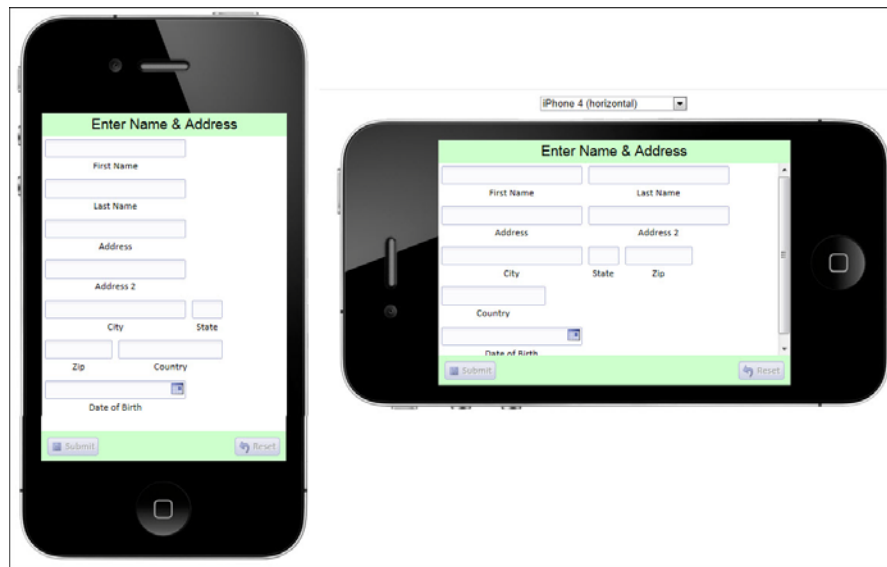 Enter Name & Address
First Name
Last Name
Address
Address 2
City State
Zip Country
Date of Birth
Submit Reset
iPhone 4 (horizontal)
Enter Name & Address
First Name Last Name
Address Address 2
City State Zip
Country
Date of Birth
Submit Reset